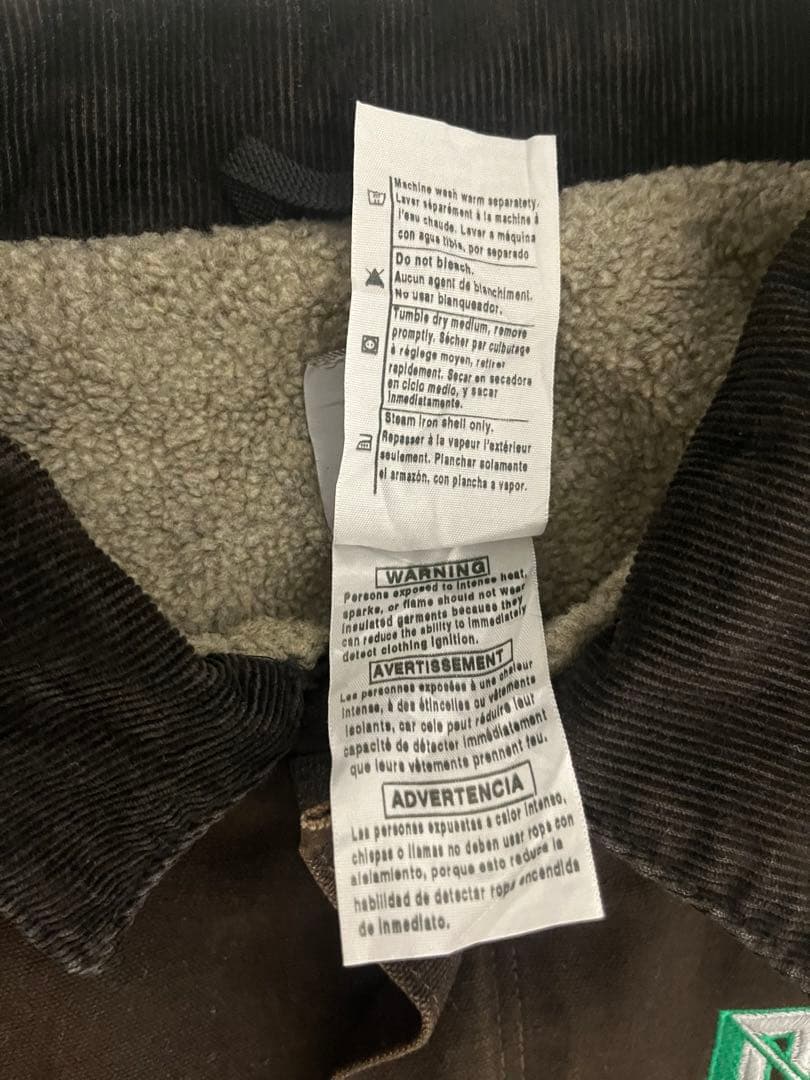 Machine wash warm separately.
Laver séparément à la machine à
l'eau chaude. Lavar a máquina
con agua tibia, por separado
Do not bleach.
Aucun agent de blanchiment.
No usar blanqueador.
Tumble dry medium, remove
promptly. Sécher par culbutage
à réglege moyen, retirer
rapidement. Secar en secadora
en ciclo medio, y sacar
inmediatamente.
Steam iron shell only.
Repasser à la vapeur l'extérieur
seulement. Planchar solamente
el armazón, con plancha a vapor.
WARNING
Persons exposed to intense heat,
sparks, or flame should not wear
insulated garments because they
can reduce the ability to immediately
detect clothing ignition.
AVERTISSEMENT
Les personnes exposées à une chaleur
intense, à des étincelles ou vêtements
isolants, car cela peut réduire leur
capacité de détecter immédiatement
que leurs vêtements prennent feu.
ADVERTENCIA
Las personas expuestas a calor intenso,
chispas o llamas no deben usar ropa con
aislamiento, porque esto reduce la
habilidad de detectar ropa encendida
de inmediato.